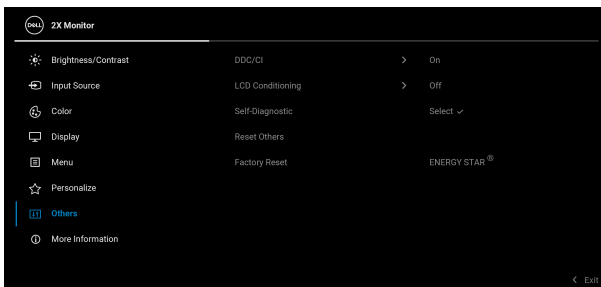 DELL 2X Monitor
Brightness/Contrast DDC/CI > On
Input Source LCD Conditioning > Off
Color Self-Diagnostic Select ✓
Display Reset Others
Menu Factory Reset ENERGY STAR ®
Personalize
Others
More Information
< Exit